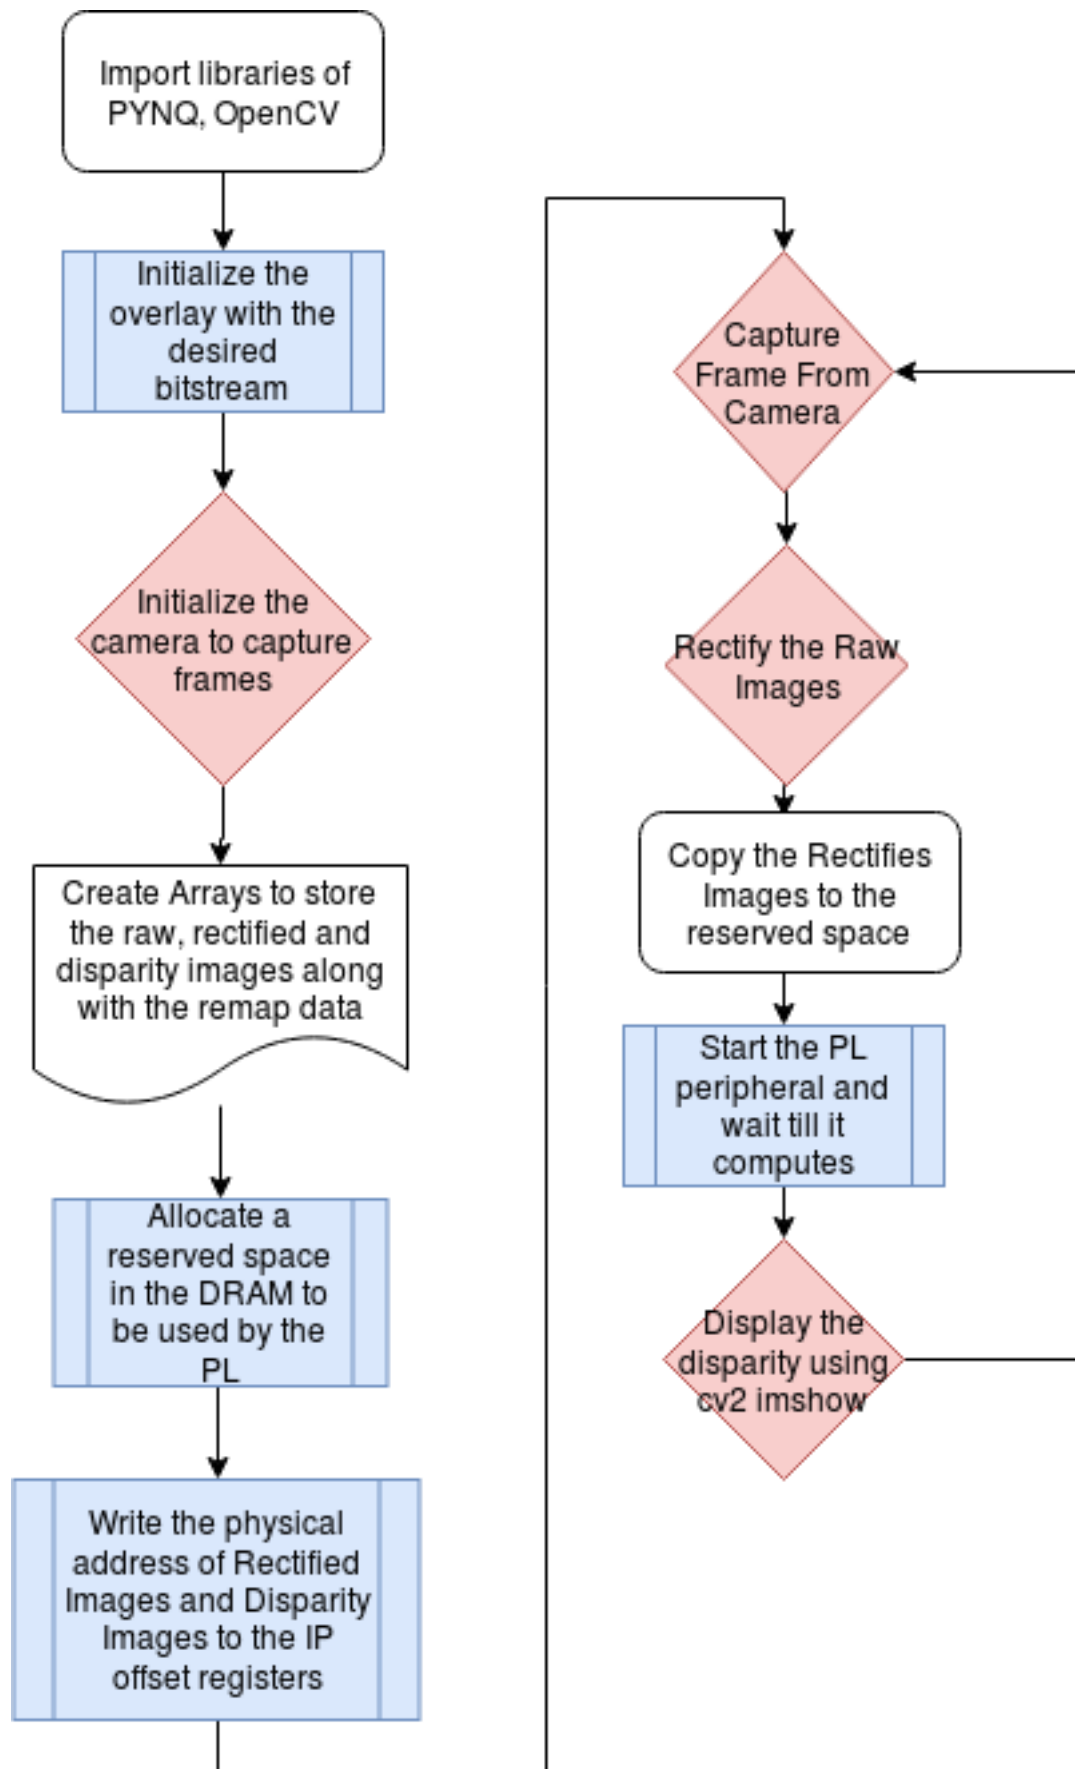 Import libraries of
PYNQ, OpenCV
Initialize the
overlay with the
desired
bitstream
Initialize the
camera to capture
frames
Create Arrays to store
the raw, rectified and
disparity images along
with the remap data
Allocate a
reserved space
in the DRAM to
be used by the
PL
Write the physical
address of Rectified
Images and Disparity
Images to the IP
offset registers
Capture
Frame From
Camera
Rectify the Raw
Images
Copy the Rectifies
Images to the
reserved space
Start the PL
peripheral and
wait till it
computes
Display the
disparity using
cv2 imshow